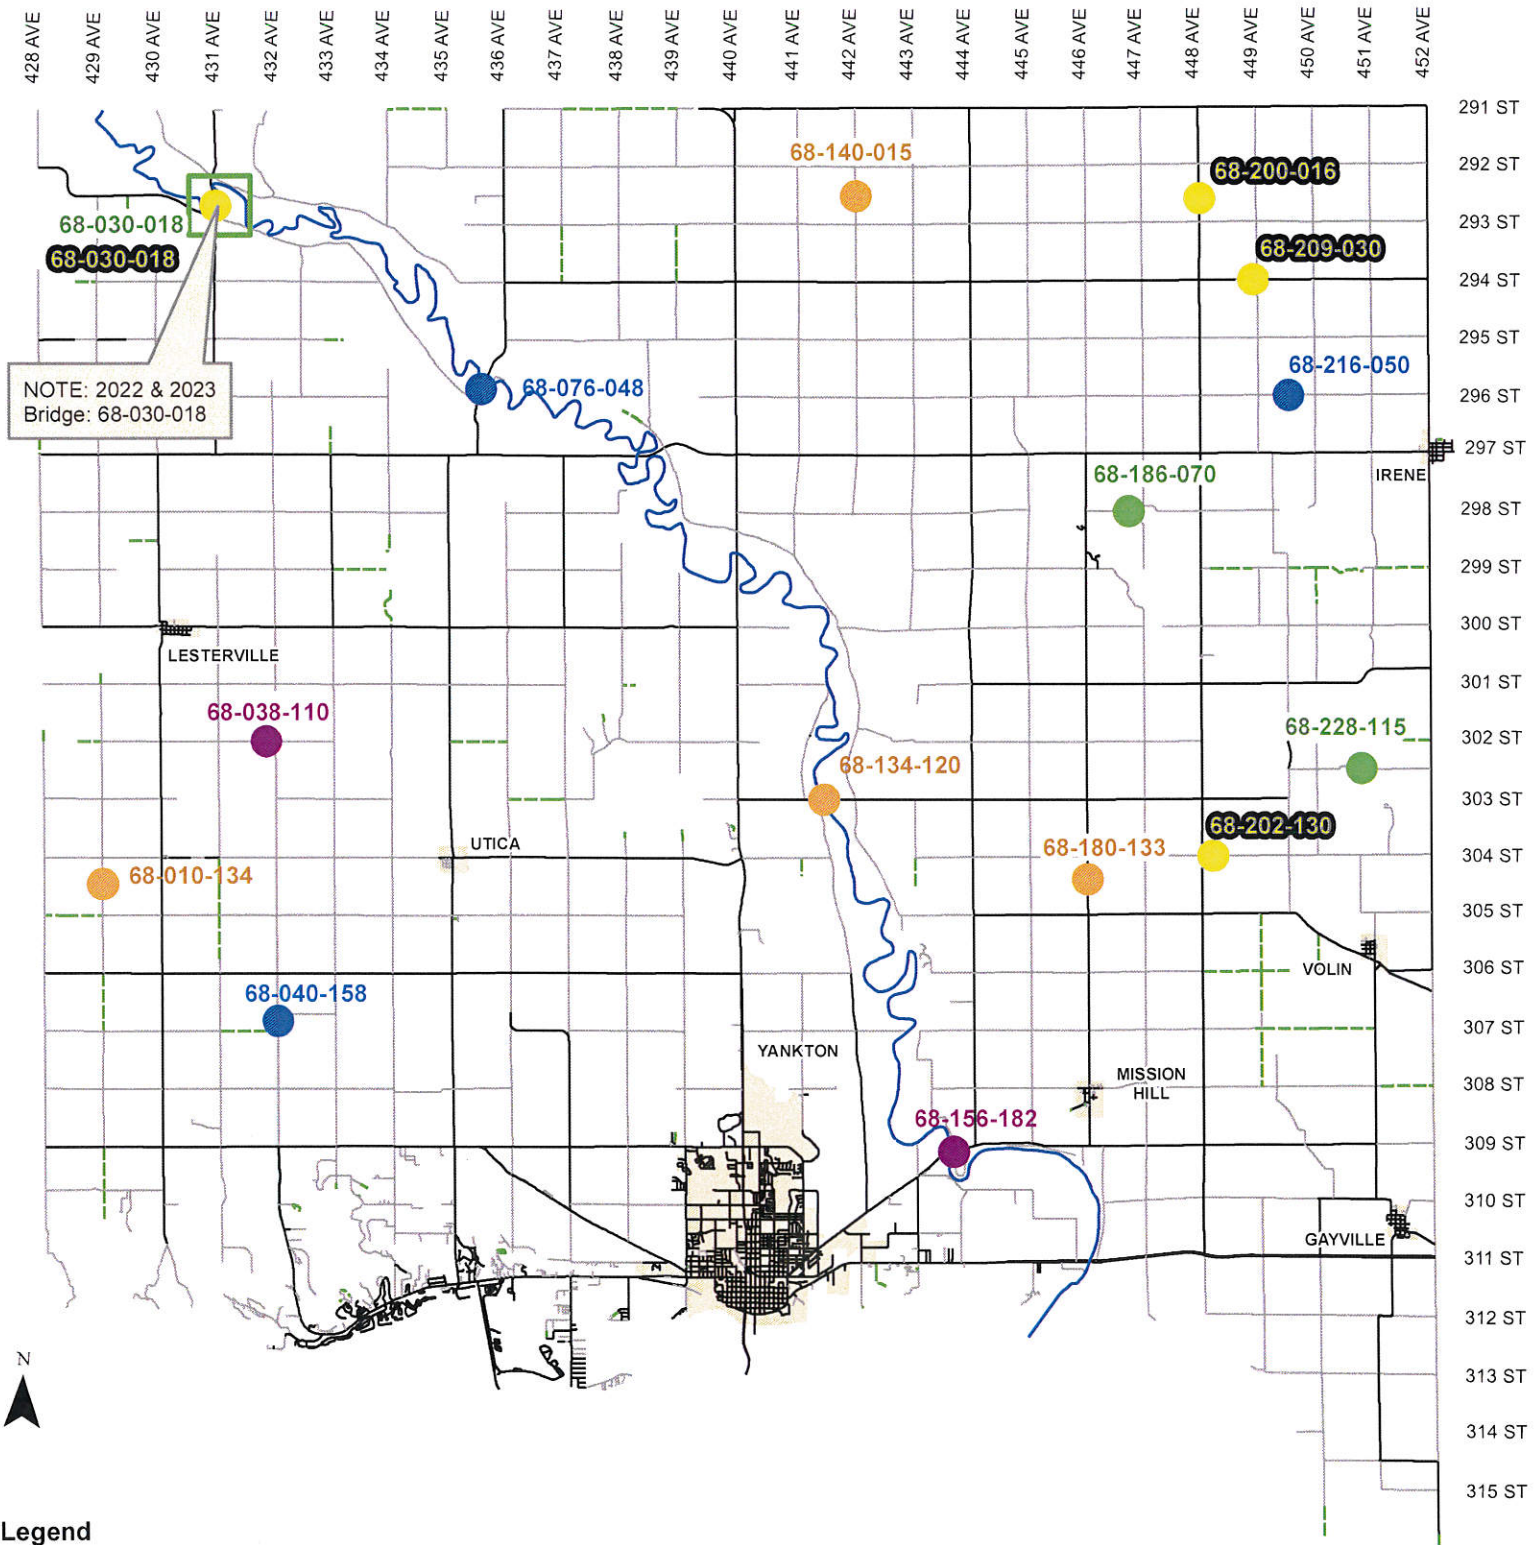 428 AVE
429 AVE
430 AVE
431 AVE
432 AVE
433 AVE
434 AVE
435 AVE
436 AVE
437 AVE
438 AVE
439 AVE
440 AVE
441 AVE
442 AVE
443 AVE
444 AVE
445 AVE
446 AVE
447 AVE
448 AVE
449 AVE
450 AVE
451 AVE
452 AVE
291 ST
68-140-015
292 ST
68-200-016
68-030-018
293 ST
68-030-018
68-209-030
294 ST
295 ST
NOTE: 2022 & 2023
Bridge: 68-030-018
68-076-048
68-216-050
296 ST
297 ST
68-186-070
IRENE
298 ST
299 ST
300 ST
LESTERVILLE
301 ST
68-038-110
68-228-115
302 ST
68-134-120
303 ST
68-202-130
UTICA
68-180-133
304 ST
68-010-134
305 ST
306 ST
VOLIN
68-040-158
307 ST
YANKTON
MISSION
HILL
308 ST
68-156-182
309 ST
310 ST
GAYVILLE
311 ST
312 ST
N
313 ST
314 ST
315 ST
Legend